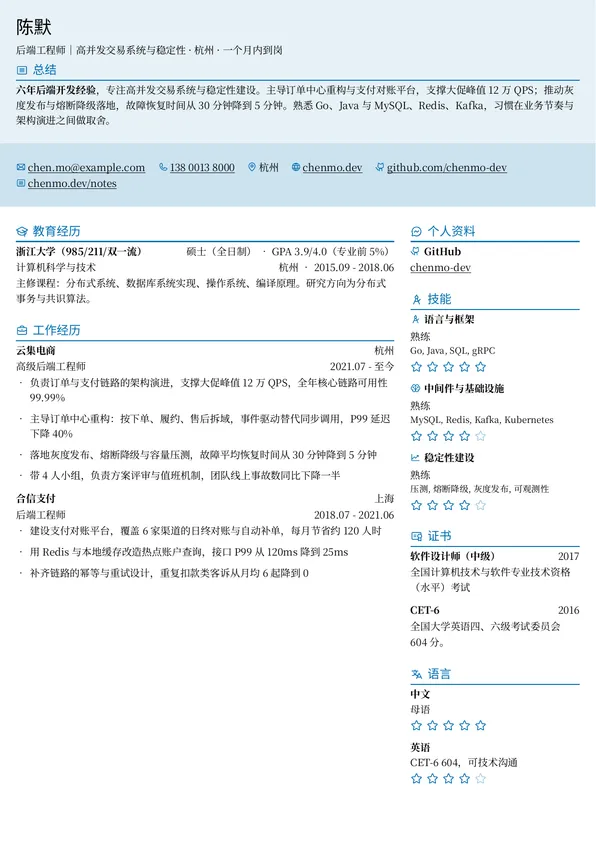 陈默
后端工程师｜高并发交易系统与稳定性 · 杭州 · 一个月内到岗
总结
六年后端开发经验，专注高并发交易系统与稳定性建设。主导订单中心重构与支付对账平台，支撑大促峰值 12 万 QPS；推动灰
度发布与熔断降级落地，故障恢复时间从 30 分钟降到 5 分钟。熟悉 Go、Java 与 MySQL、Redis、Kafka，习惯在业务节奏与
架构演进之间做取舍。
chen.mo@example.com 138 0013 8000 杭州 chenmo.dev github.com/chenmo-dev
chenmo.dev/notes
教育经历
浙江大学（985/211/双一流） 硕士（全日制） · GPA 3.9/4.0（专业前 5%）
计算机科学与技术 杭州 · 2015.09 - 2018.06
主修课程：分布式系统、数据库系统实现、操作系统、编译原理。研究方向为分布式
事务与共识算法。
工作经历
云集电商 杭州
高级后端工程师 2021.07 - 至今
· 负责订单与支付链路的架构演进，支撑大促峰值 12 万 QPS，全年核心链路可用性
99.99%
· 主导订单中心重构：按下单、履约、售后拆域，事件驱动替代同步调用，P99 延迟
下降 40%
· 落地灰度发布、熔断降级与容量压测，故障平均恢复时间从 30 分钟降到 5 分钟
· 带 4 人小组，负责方案评审与值班机制，团队线上事故数同比下降一半
合信支付 上海
后端工程师 2018.07 - 2021.06
· 建设支付对账平台，覆盖 6 家渠道的日终对账与自动补单，每月节省约 120 人时
· 用 Redis 与本地缓存改造热点账户查询，接口 P99 从 120ms 降到 25ms
· 补齐链路的幂等与重试设计，重复扣款类客诉从月均 6 起降到 0
个人资料
GitHub
chenmo-dev
技能
语言与框架
熟练
Go, Java, SQL, gRPC
中间件与基础设施
熟练
MySQL, Redis, Kafka, Kubernetes
稳定性建设
熟练
压测, 熔断降级, 灰度发布, 可观测性
证书
软件设计师（中级） 2017
全国计算机技术与软件专业技术资格
（水平）考试
CET-6 2016
全国大学英语四、六级考试委员会
604 分。
语言
中文
母语
英语
CET-6 604，可技术沟通